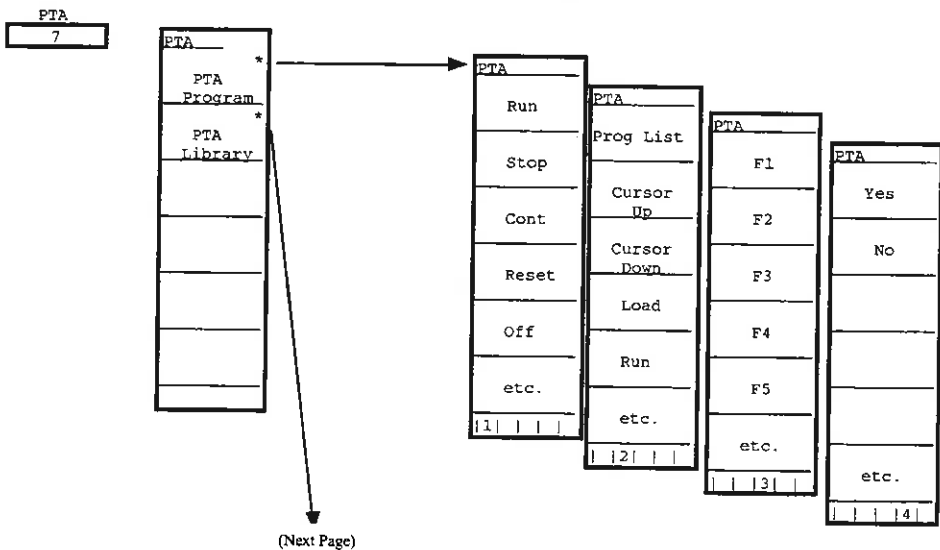 PTA
7
PTA
*
PTA
Program
*
PTA
Library
PTA
Run
Stop
Cont
Reset
Off
etc.
|1| | | |
PTA
Prog List
Cursor
Up
Cursor
Down
Load
Run
etc.
| |2| | |
PTA
F1
F2
F3
F4
F5
etc.
| | |3| |
PTA
Yes
No
etc.
| | | |4|
(Next Page)